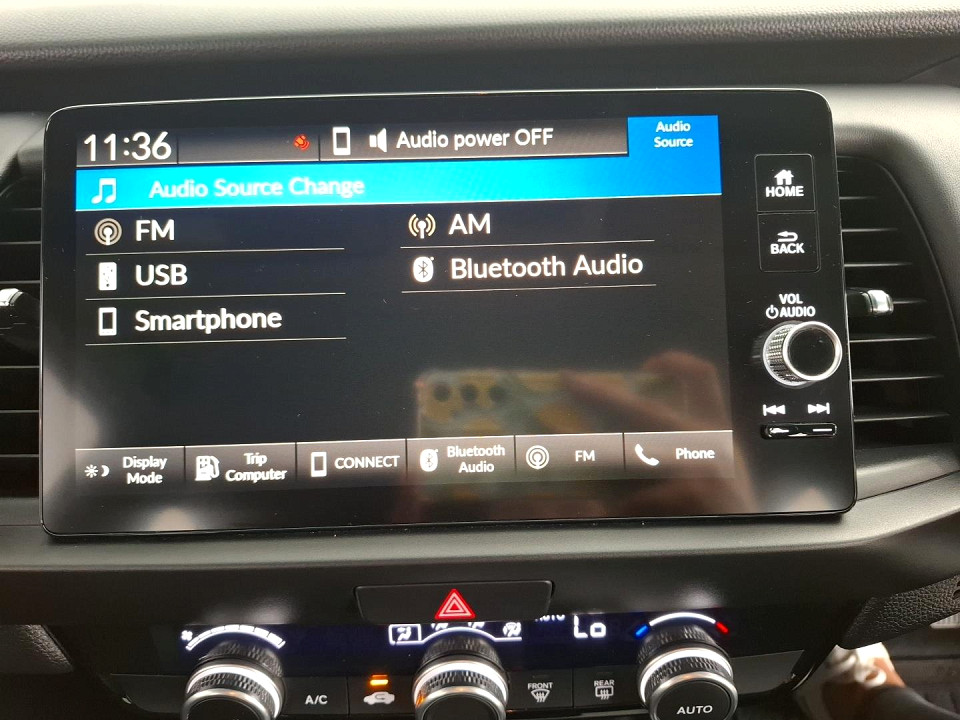 11:36
Audio power OFF
Audio
Source
Audio Source Change
FM
AM
USB
Bluetooth Audio
Smartphone
HOME
BACK
VOL
AUDIO
Display
Mode
Trip
Computer
CONNECT
Bluetooth
Audio
FM
Phone
AUTO
Lo
A/C
FRONT
REAR
AUTO